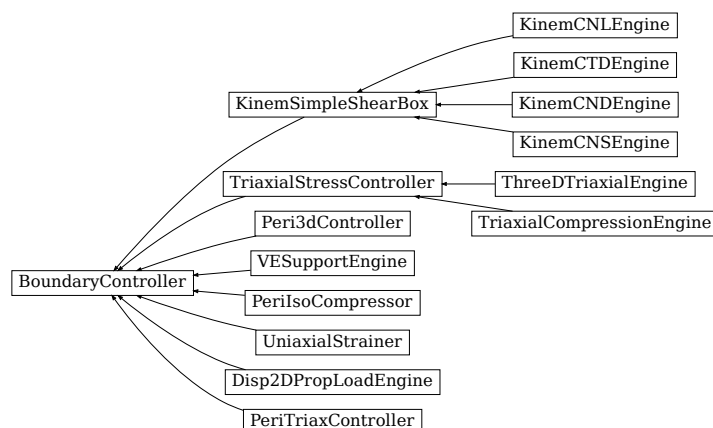 KinemCNLEngine
KinemCTDEngine
KinemSimpleShearBox
KinemCNDEngine
KinemCNSEngine
TriaxialStressController
ThreeDTriaxialEngine
Peri3dController
TriaxialCompressionEngine
VESupportEngine
BoundaryController
PeriIsoCompressor
UniaxialStrainer
Disp2DPropLoadEngine
PeriTriaxController